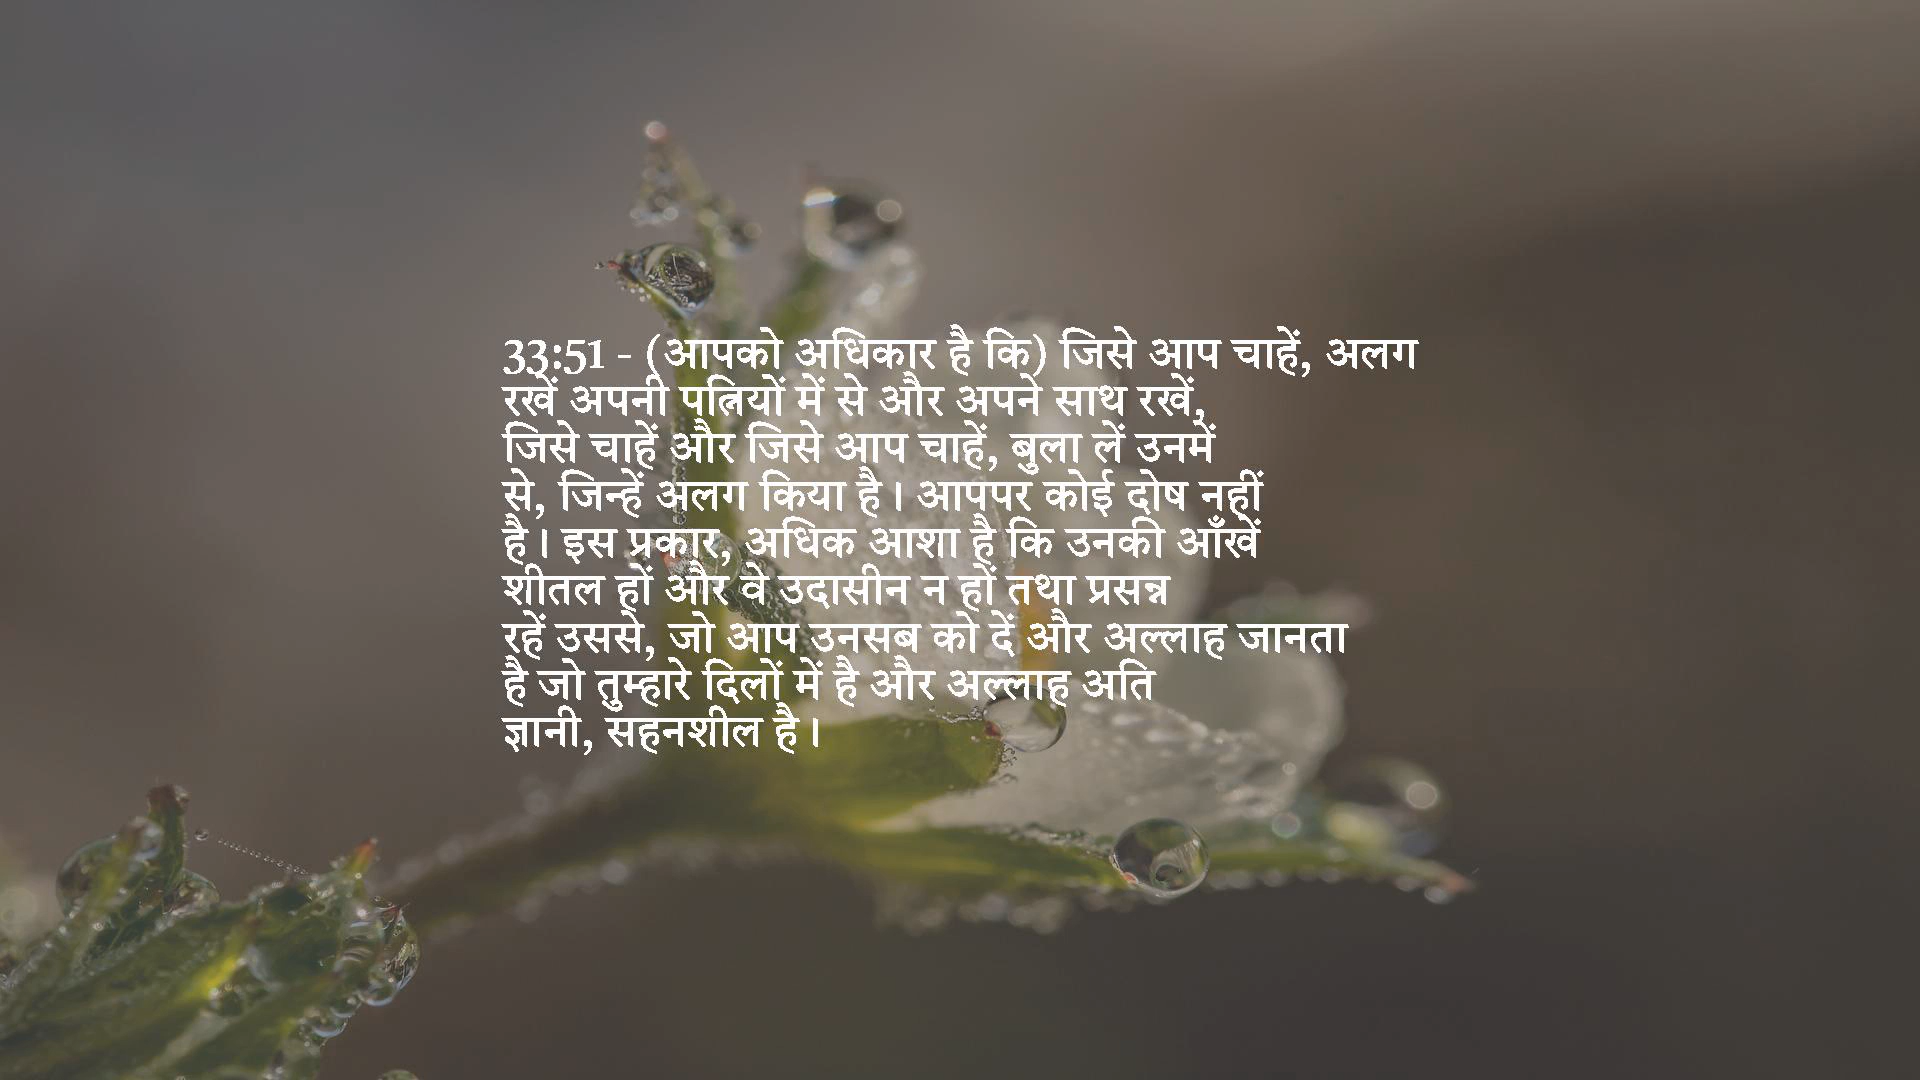 33:51 - (आपको अधिकार है कि) जिसे आप चाहें, अलग
रखें अपनी पत्नियों में से और अपने साथ रखें,
जिसे चाहें और जिसे आप चाहें, बुला लें उनमें
से, जिन्हें अलग किया है। आपपर कोई दोष नहीं
है। इस प्रकार, अधिक आशा है कि उनकी आँखें
शीतल हों और वे उदासीन न हों तथा प्रसन्न
रहें उससे, जो आप उनसब को दें और अल्लाह जानता
है जो तुम्हारे दिलों में है और अल्लाह अति
ज्ञानी, सहनशील है।